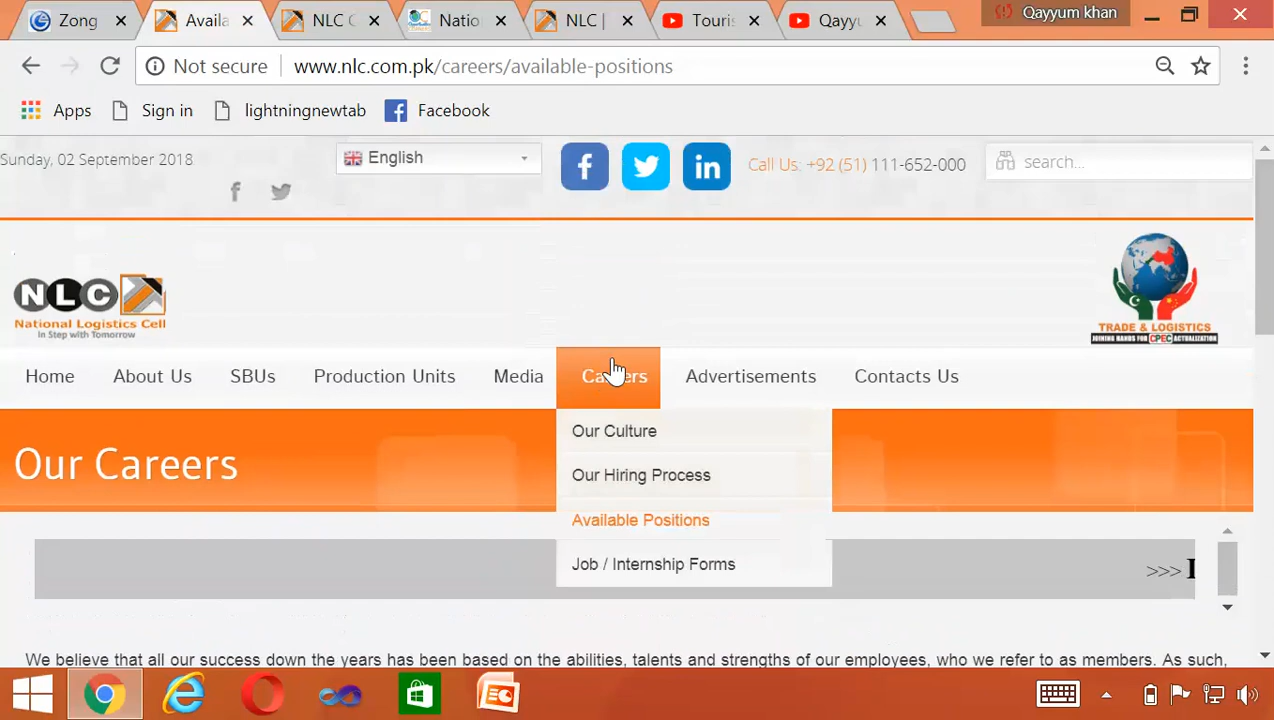 Zong
Availa
NLC C
Natio
NLC |
Touris
Qayyu
Qayyum khan
Not secure
www.nlc.com.pk/careers/available-positions
Apps
Sign in
lightningnewtab
Facebook
Sunday, 02 September 2018
English
Call Us: +92 (51) 111-652-000
search...
NLC
National Logistics Cell
In Step with Tomorrow
TRADE & LOGISTICS
JOINING HANDS FOR CPEC ACTUALIZATION
Home
About Us
SBUs
Production Units
Media
Careers
Advertisements
Contacts Us
Our Careers
Our Culture
Our Hiring Process
Available Positions
Job / Internship Forms
>>>
We believe that all our success down the years has been based on the abilities, talents and strengths of our employees, who we refer to as members. As such,